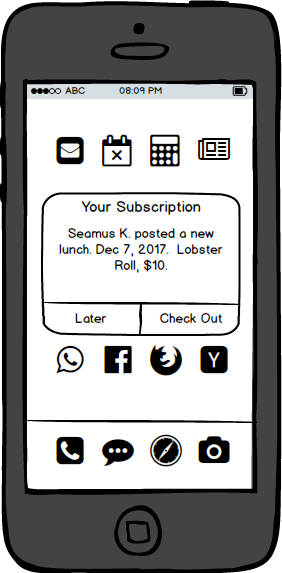 ABC 08:09 PM
Your Subscription
Seamus K. posted a new
lunch. Dec 7, 2017. Lobster
Roll, $10.
Later Check Out
Y